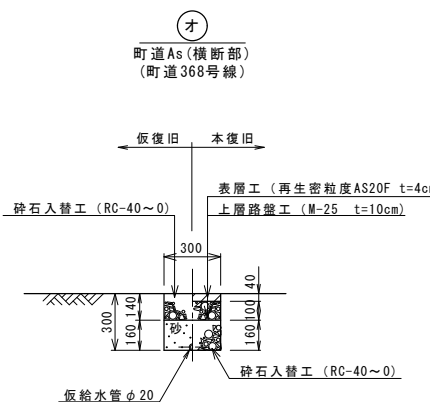 オ
町道As(横断部)
(町道368号線)
仮復旧 本復旧
表層工 (再生密粒度AS20F t=4cm
砕石入替工 (RC-40～0) 上層路盤工 (M-25 t=10cm)
300
40
140
100
300
砂
160
160
砕石入替工 (RC-40～0)
仮給水管φ20